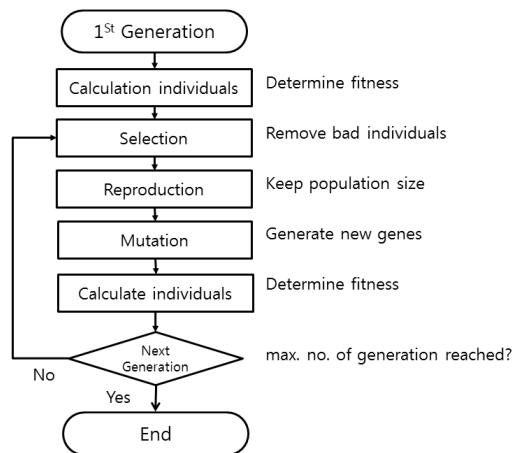 1St Generation
Calculation individuals
Determine fitness
Selection
Remove bad individuals
Reproduction
Keep population size
Mutation
Generate new genes
Calculate individuals
Determine fitness
Next
Generation
max. no. of generation reached?
No
Yes
End